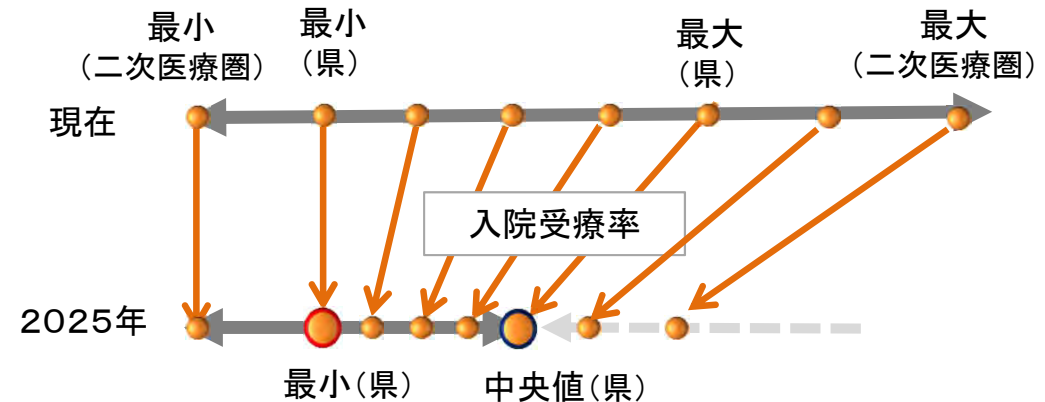 最小
（二次医療圏）
最小
（県）
最大
（県）
最大
（二次医療圏）
現在
入院受療率
２０２５年
最小（県）
中央値（県）